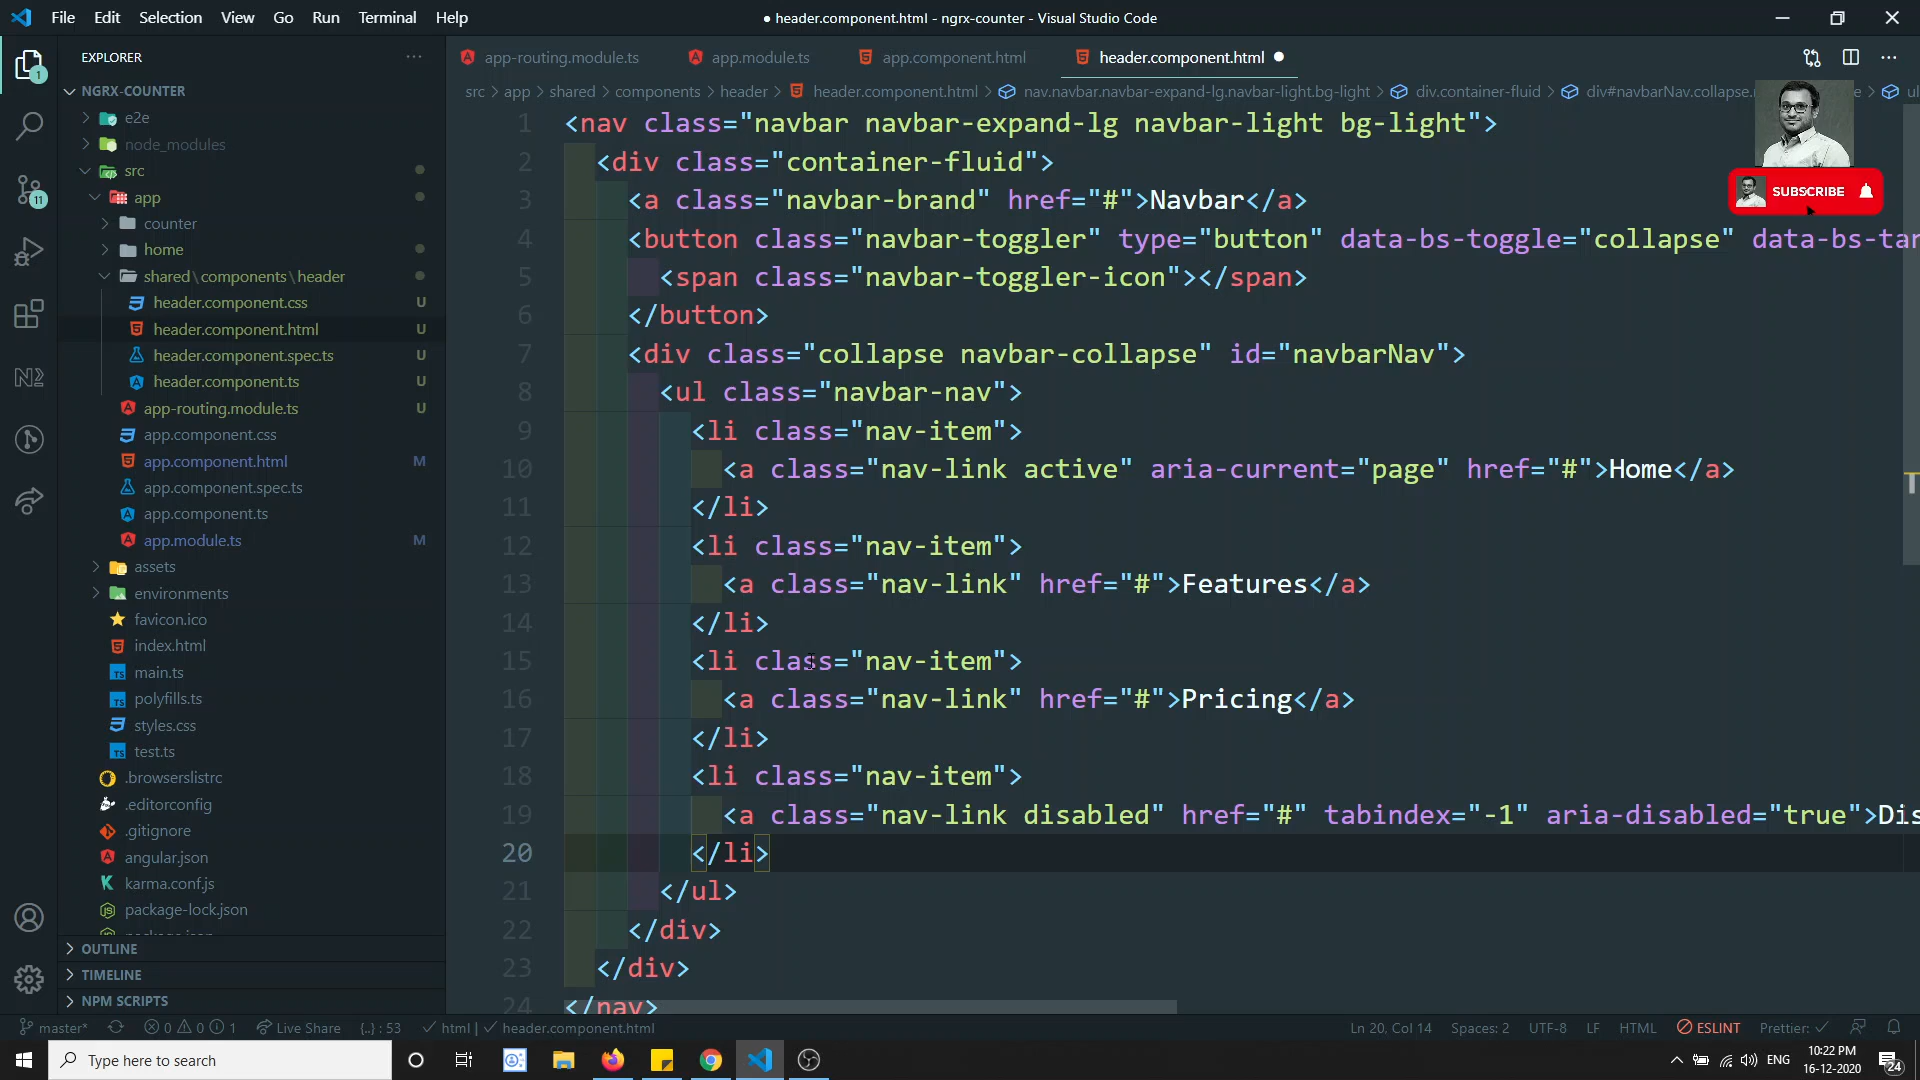 File Edit Selection View Go Run Terminal Help
● header.component.html - ngrx-counter - Visual Studio Code
EXPLORER
app-routing.module.ts
app.module.ts
app.component.html
header.component.html
src > app > shared > components > header > header.component.html > nav.navbar.navbar-expand-lg.navbar-light.bg-light > div.container-fluid > div#navbarNav.collapse.
NGRX-COUNTER
e2e
node_modules
src
app
counter
home
shared\components\header
header.component.css U
header.component.html U
header.component.spec.ts U
header.component.ts U
app-routing.module.ts U
app.component.css
app.component.html M
app.component.spec.ts
app.component.ts
app.module.ts M
assets
environments
favicon.ico
index.html
main.ts
polyfills.ts
styles.css
test.ts
.browserslistrc
.editorconfig
.gitignore
angular.json
karma.conf.js
package-lock.json
OUTLINE
TIMELINE
NPM SCRIPTS
1 <nav class="navbar navbar-expand-lg navbar-light bg-light">
2 <div class="container-fluid">
3 <a class="navbar-brand" href="#">Navbar</a>
4 <button class="navbar-toggler" type="button" data-bs-toggle="collapse" data-bs-tar
5 <span class="navbar-toggler-icon"></span>
6 </button>
7 <div class="collapse navbar-collapse" id="navbarNav">
8 <ul class="navbar-nav">
9 <li class="nav-item">
10 <a class="nav-link active" aria-current="page" href="#">Home</a>
11 </li>
12 <li class="nav-item">
13 <a class="nav-link" href="#">Features</a>
14 </li>
15 <li class="nav-item">
16 <a class="nav-link" href="#">Pricing</a>
17 </li>
18 <li class="nav-item">
19 <a class="nav-link disabled" href="#" tabindex="-1" aria-disabled="true">Dis
20 </li>
21 </ul>
22 </div>
23 </div>
24 </nav>
SUBSCRIBE
master* 0 0 1 Live Share {..} : 53 html | header.component.html
Ln 20, Col 14 Spaces: 2 UTF-8 LF HTML ESLINT Prettier:
Type here to search
ENG
10:22 PM
16-12-2020
24
1
11